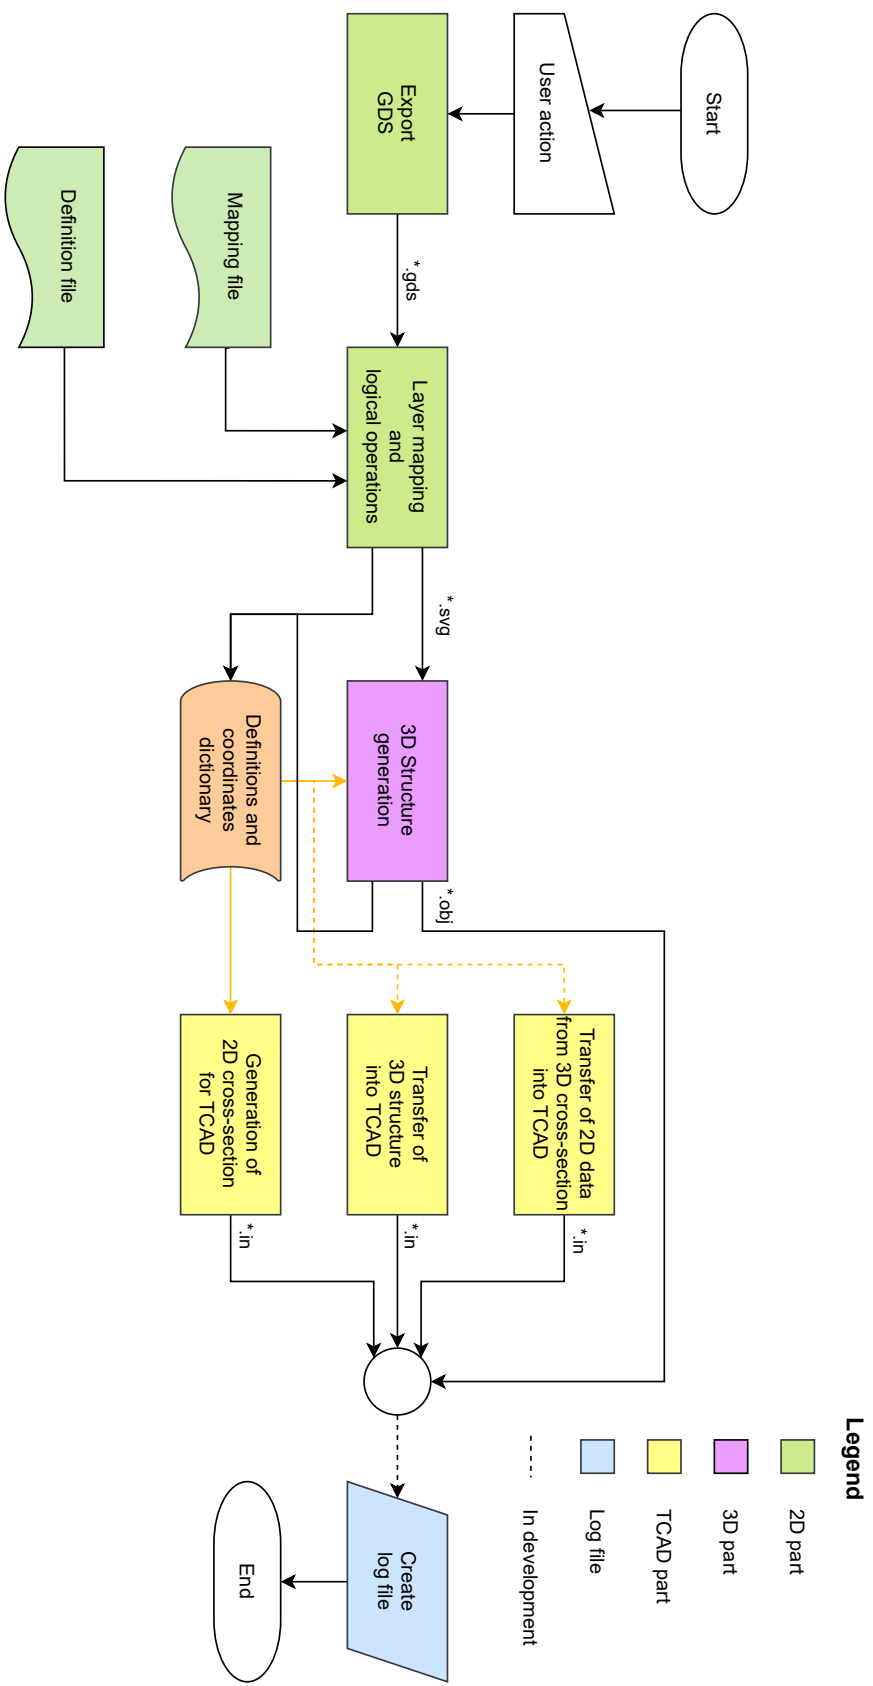 Start
User action
Export
GDS
*.gds
Mapping file
Definition file
Layer mapping
and
logical operations
*.svg
3D Structure
generation
*.obj
Definitions and
coordinates
dictionary
Transfer of 2D data
from 3D cross-section
into TCAD
*.in
Transfer of
3D structure
into TCAD
*.in
Generation of
2D cross-section
for TCAD
*.in
Create
log file
End
Legend
2D part
3D part
TCAD part
Log file
In development